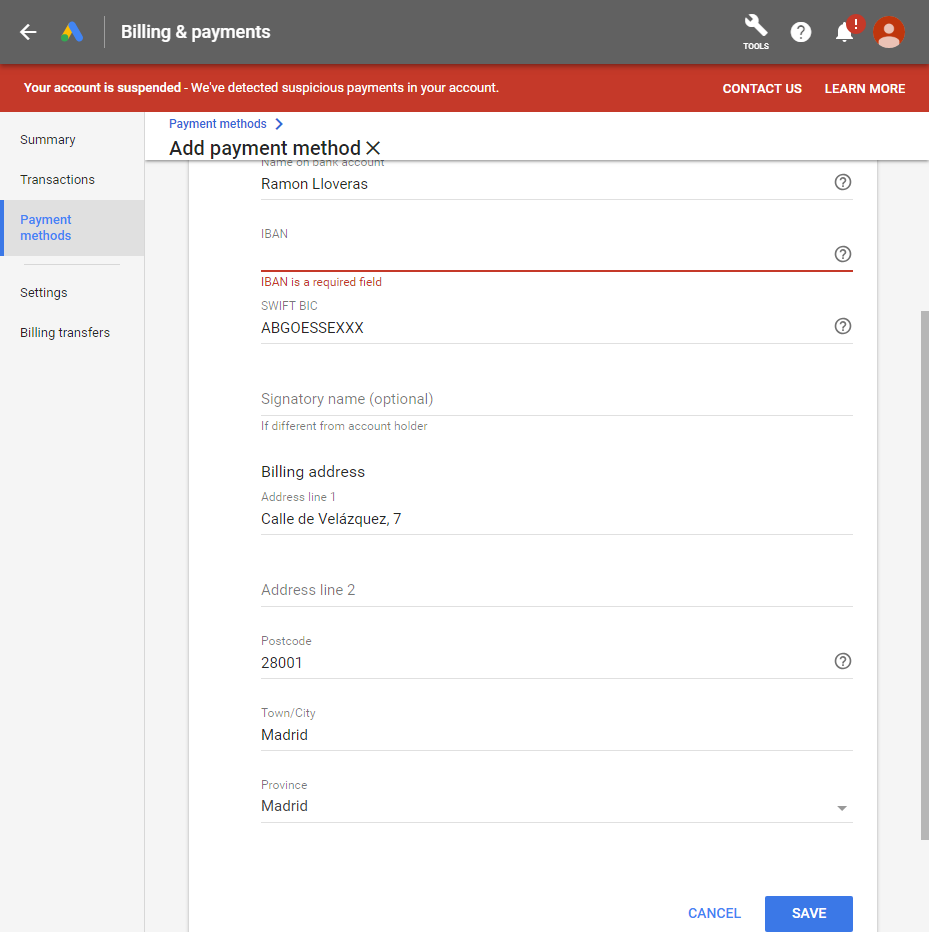 Billing & payments
TOOLS
?
!
Your account is suspended - We've detected suspicious payments in your account.
CONTACT US
LEARN MORE
Summary
Transactions
Payment
methods
Settings
Billing transfers
Payment methods
Add payment method
Name on bank account
Ramon Lloveras
?
IBAN
?
IBAN is a required field
SWIFT BIC
ABGOESSEXXX
?
Signatory name (optional)
If different from account holder
Billing address
Address line 1
Calle de Velázquez, 7
Address line 2
Postcode
28001
?
Town/City
Madrid
Province
Madrid
CANCEL
SAVE